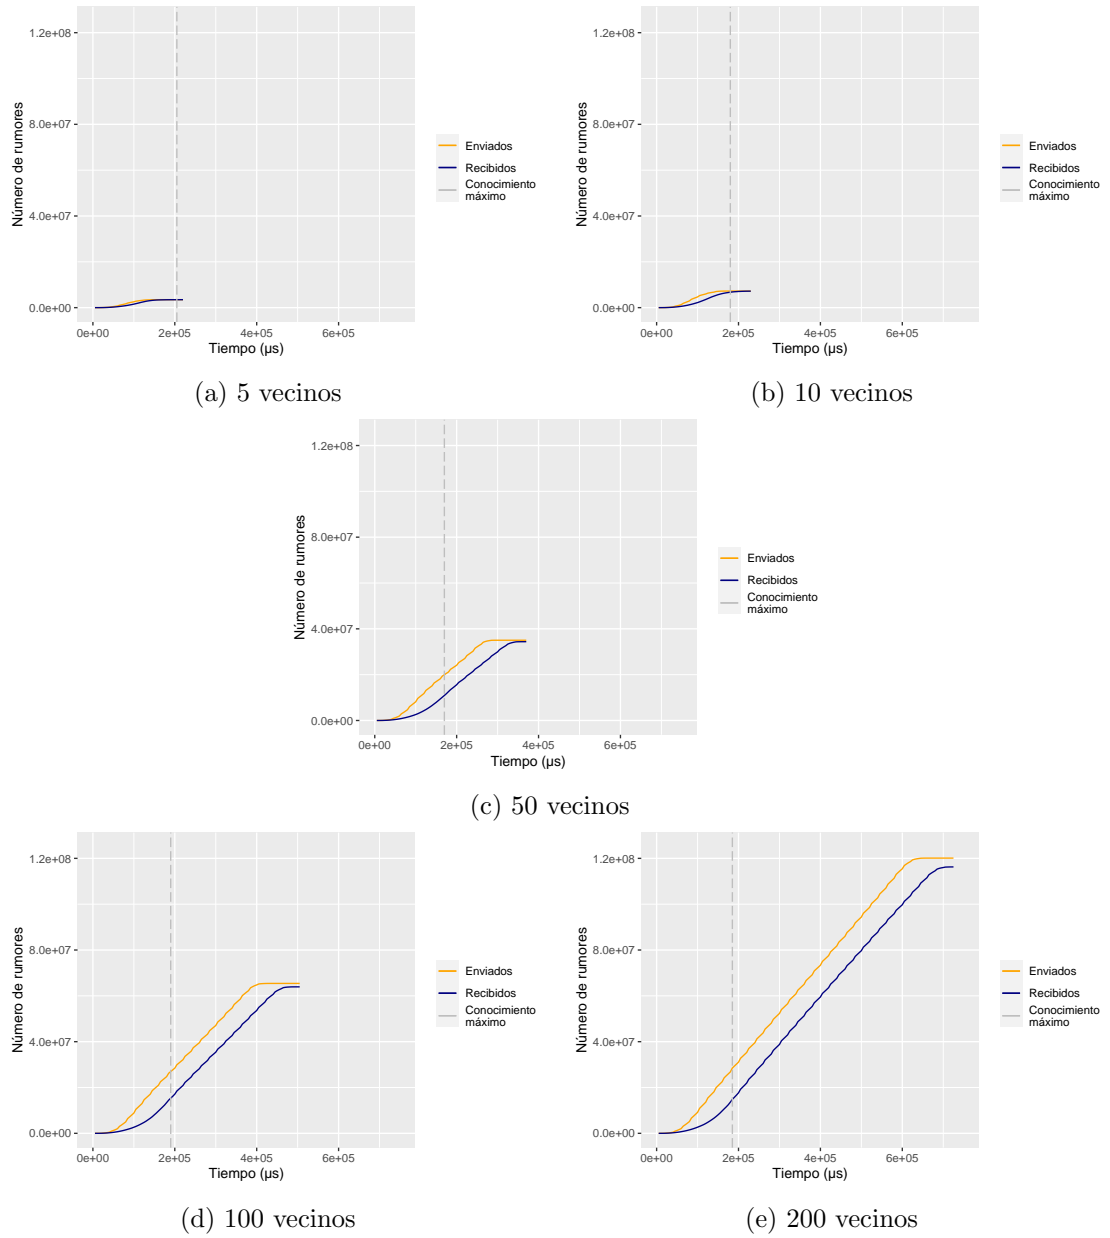 1.2e+08
8.0e+07
4.0e+07
0.0e+00
Número de rumores
0e+00 2e+05 4e+05 6e+05
Tiempo (µs)
Enviados
Recibidos
Conocimiento
máximo
(a) 5 vecinos
1.2e+08
8.0e+07
4.0e+07
0.0e+00
Número de rumores
0e+00 2e+05 4e+05 6e+05
Tiempo (µs)
Enviados
Recibidos
Conocimiento
máximo
(b) 10 vecinos
1.2e+08
8.0e+07
4.0e+07
0.0e+00
Número de rumores
0e+00 2e+05 4e+05 6e+05
Tiempo (µs)
Enviados
Recibidos
Conocimiento
máximo
(c) 50 vecinos
1.2e+08
8.0e+07
4.0e+07
0.0e+00
Número de rumores
0e+00 2e+05 4e+05 6e+05
Tiempo (µs)
Enviados
Recibidos
Conocimiento
máximo
(d) 100 vecinos
1.2e+08
8.0e+07
4.0e+07
0.0e+00
Número de rumores
0e+00 2e+05 4e+05 6e+05
Tiempo (µs)
Enviados
Recibidos
Conocimiento
máximo
(e) 200 vecinos